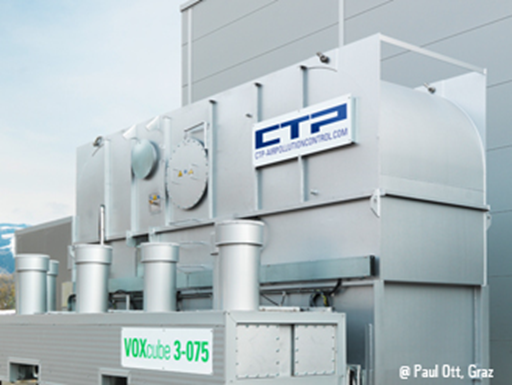 CTP
CTP-AIRPOLLUTIONCONTROL.COM
VOXcube 3-075
@ Paul Ott, Graz